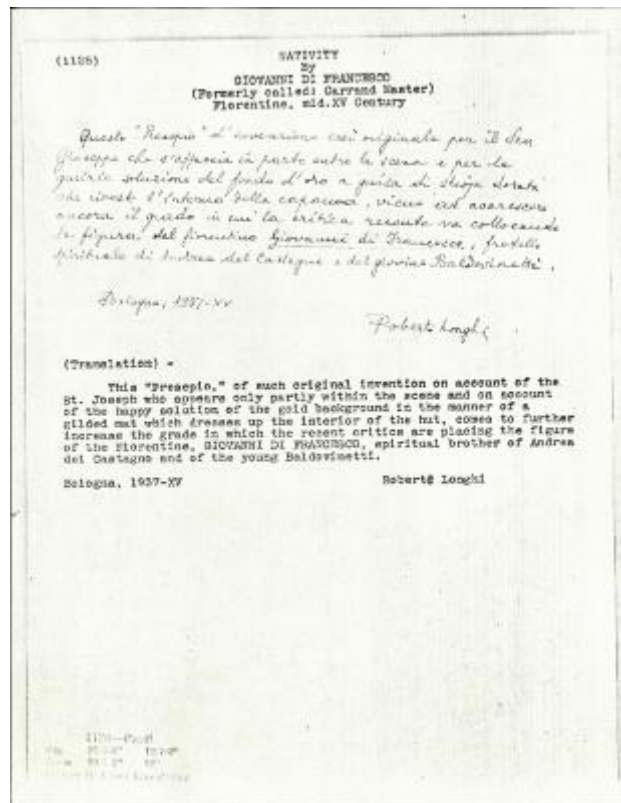 (1125)
NATIVITY
By
GIOVANNI DI FRANCESCO
(Formerly called: Carrand Master)
Florentine, mid.XV Century
Questo "Presepio" d'invenzione così originale per il San
Giuseppe che s'affaccia in parte entro la scena e per la
soluzione del fondo d'oro a guisa di stuoja dorata
che rivest l'interno della capanna, viene ad accrescere
ancora il grado in cui la critica recente va collocando
la figura del fiorentino Giovanni di Francesco, fratello
spirituale di Andrea del Castagno e del giovine Baldovinetti.
Bologna, 1937-XV
Roberto Longhi
(Translation) -
This "Presepio," of such original invention on account of the
St. Joseph who appears only partly within the scene and on account
of the happy solution of the gold background in the manner of a
gilded mat which dresses up the interior of the hut, comes to further
increase the grade in which the recent critics are placing the figure
of the Florentine, GIOVANNI DI FRANCESCO, spiritual brother of Andrea
del Castagno and of the young Baldovinetti.
Bologna, 1937-XV
Roberto Longhi